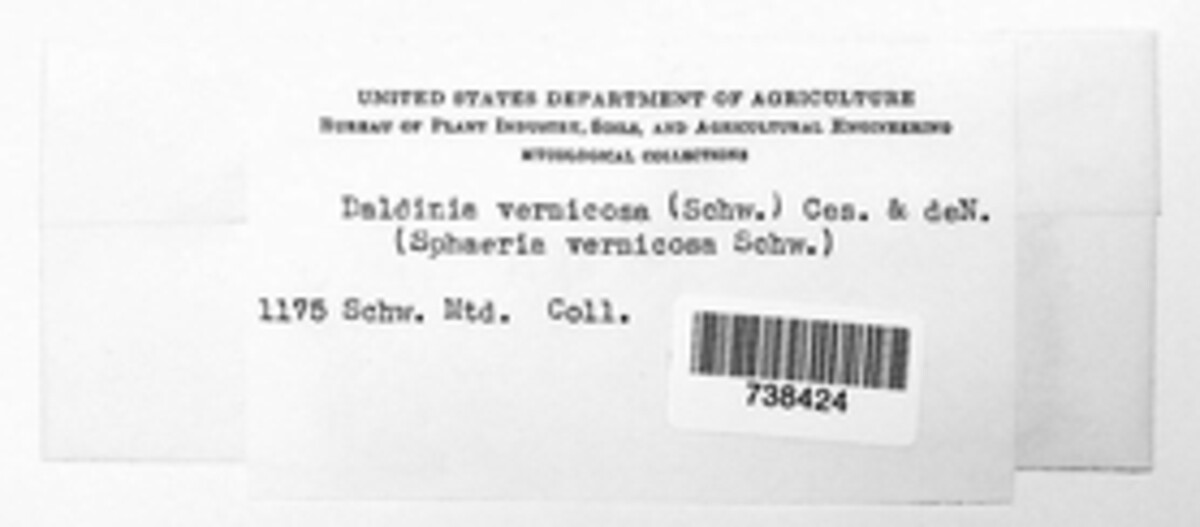 UNITED STATES DEPARTMENT OF AGRICULTURE
BUREAU OF PLANT INDUSTRY, SOILS, AND AGRICULTURAL ENGINEERING
MYCOLOGICAL COLLECTIONS
Daldinia vernicosa (Schw.) Ces. & deN.
(Sphaeria vernicosa Schw.)
1175 Schw. Mtd. Coll.
738424